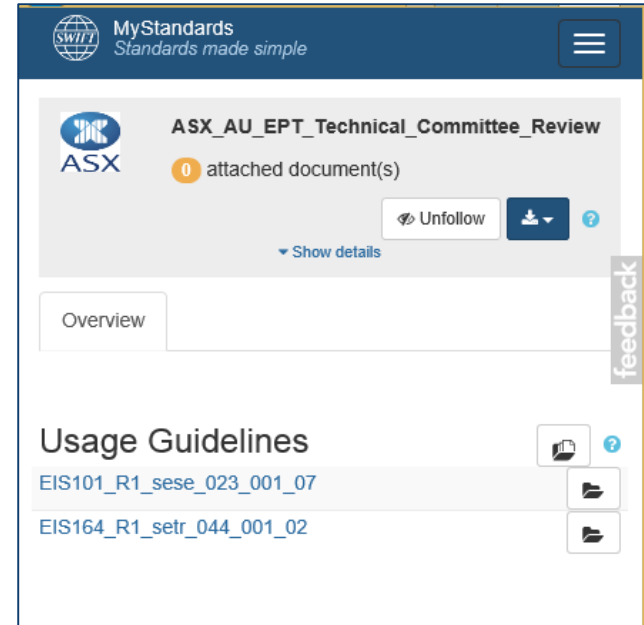 SWIFT
MyStandards
Standards made simple
ASX
ASX_AU_EPT_Technical_Committee_Review
0 attached document(s)
Unfollow
?
Show details
feedback
Overview
Usage Guidelines
?
EIS101_R1_sese_023_001_07
EIS164_R1_setr_044_001_02